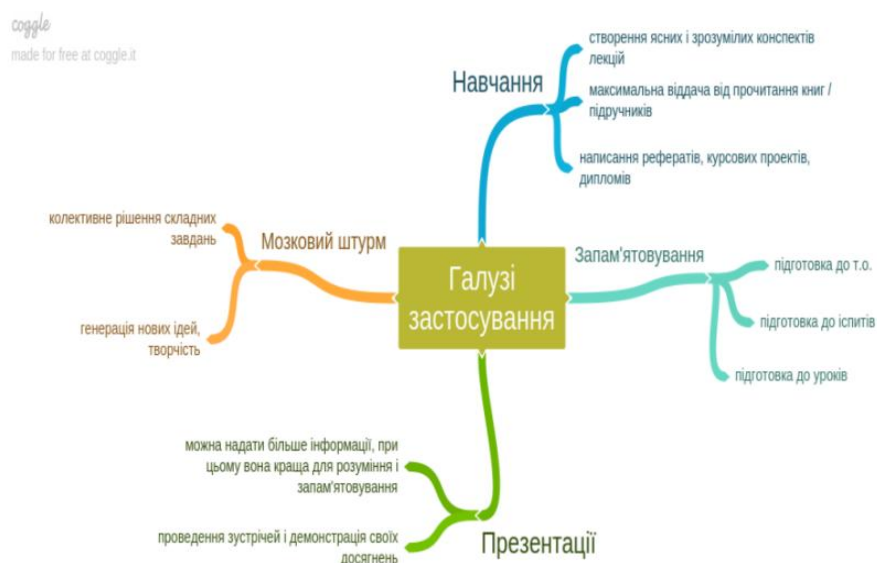 coggle
made for free at coggle.it
Навчання
створення ясних і зрозумілих конспектів
лекцій
максимальна віддача від прочитання книг /
підручників
написання рефератів, курсових проектів,
дипломів
Мозковий штурм
колективне рішення складних
завдань
генерація нових ідей,
творчість
Галузі
застосування
Запам'ятовування
підготовка до т.о.
підготовка до іспитів
підготовка до уроків
можна надати більше інформації, при
цьому вона краща для розуміння і
запам'ятовування
проведення зустрічей і демонстрація своїх
досягнень
Презентації